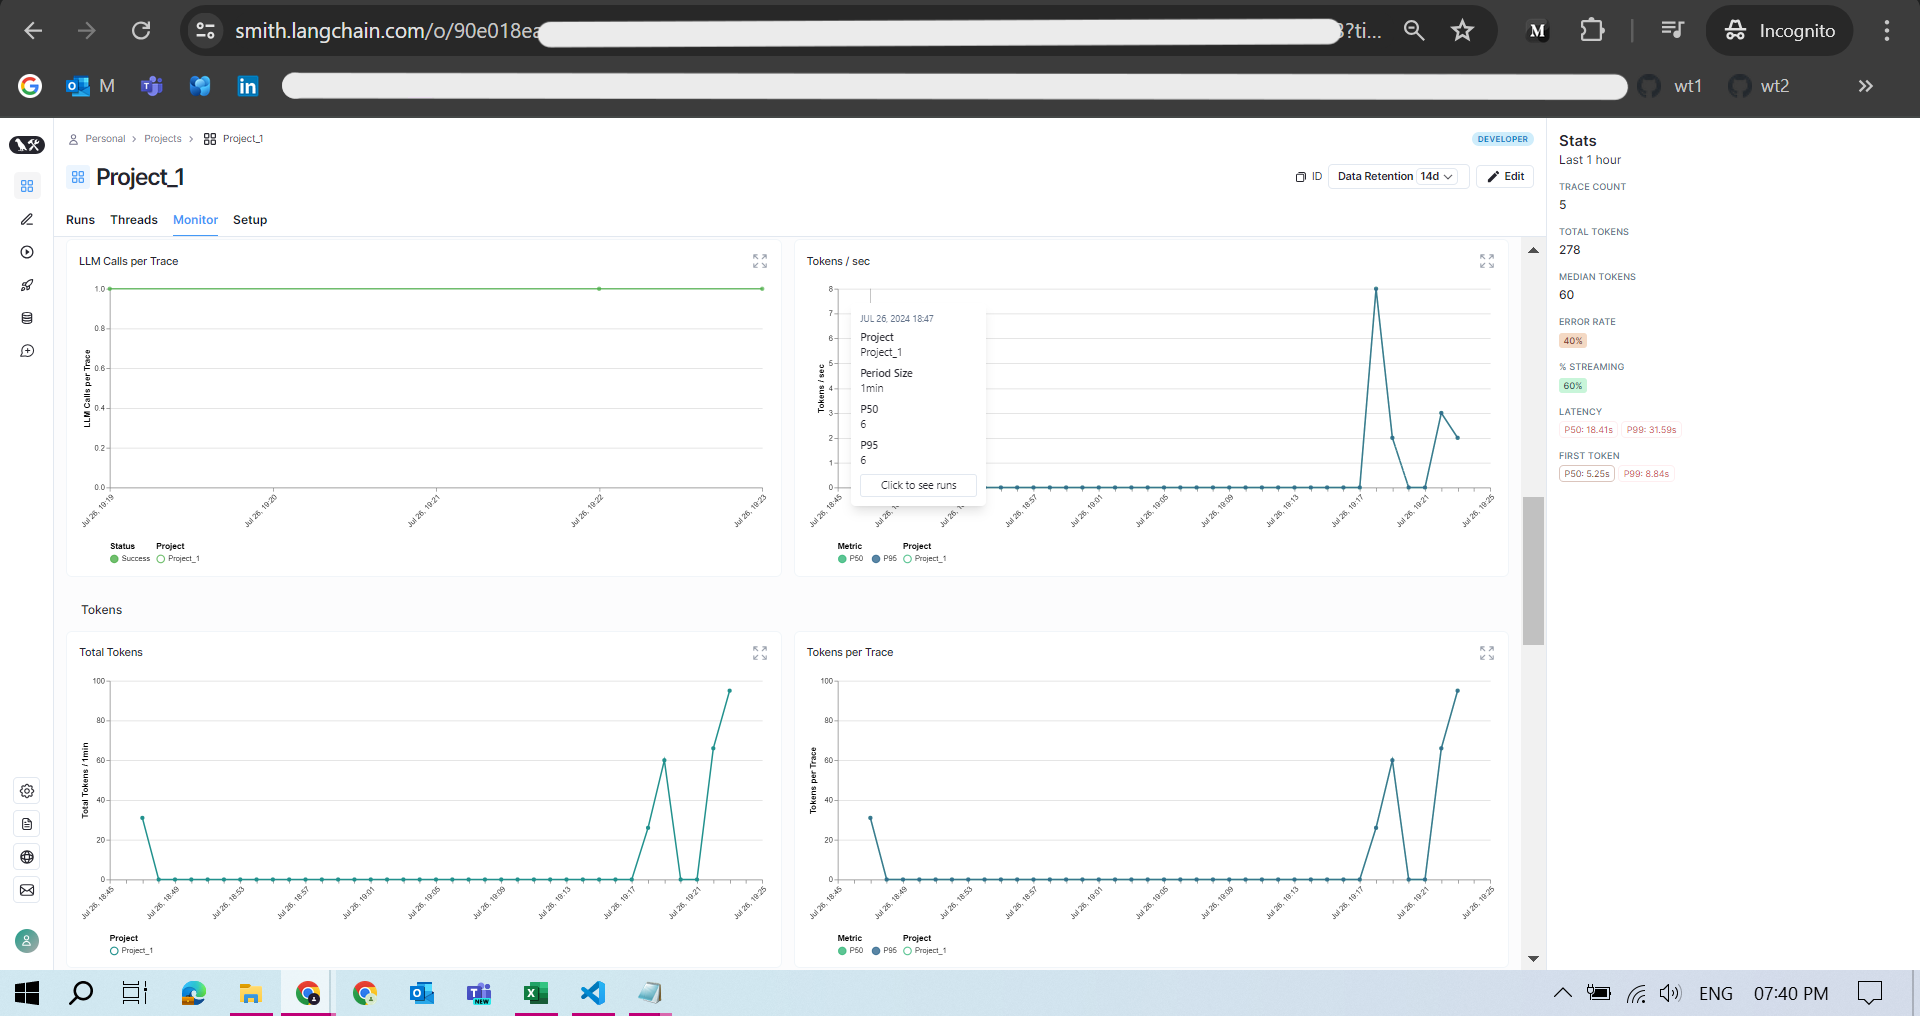 smith.langchain.com/o/90e018ea
3?ti...
M
Incognito
M
in
wt1
wt2
Personal > Projects > Project_1
DEVELOPER
Project_1
ID
Data Retention 14d
Edit
Runs Threads Monitor Setup
LLM Calls per Trace
LLM Calls per Trace
1.0
0.8
0.6
0.4
0.2
0.0
Jul 26, 19:19
Jul 26, 19:20
Jul 26, 19:21
Jul 26, 19:22
Jul 26, 19:23
Status Project
Success Project_1
Tokens / sec
Tokens / sec
8
7
6
5
4
3
2
1
0
JUL 26, 2024 18:47
Project
Project_1
Period Size
1min
P50
6
P95
6
Click to see runs
Jul 26, 18:45
Jul 26, 18:57
Jul 26, 19:01
Jul 26, 19:05
Jul 26, 19:09
Jul 26, 19:13
Jul 26, 19:17
Jul 26, 19:21
Jul 26, 19:25
Metric Project
P50 P95 Project_1
Tokens
Total Tokens
Total Tokens / 1min
100
80
60
40
20
0
Jul 26, 18:45
Jul 26, 18:49
Jul 26, 18:53
Jul 26, 18:57
Jul 26, 19:01
Jul 26, 19:05
Jul 26, 19:09
Jul 26, 19:13
Jul 26, 19:17
Jul 26, 19:21
Jul 26, 19:25
Project
Project_1
Tokens per Trace
Tokens per Trace
100
80
60
40
20
0
Jul 26, 18:45
Jul 26, 18:49
Jul 26, 18:53
Jul 26, 18:57
Jul 26, 19:01
Jul 26, 19:05
Jul 26, 19:09
Jul 26, 19:13
Jul 26, 19:17
Jul 26, 19:21
Jul 26, 19:25
Metric Project
P50 P95 Project_1
Stats
Last 1 hour
TRACE COUNT
5
TOTAL TOKENS
278
MEDIAN TOKENS
60
ERROR RATE
40%
% STREAMING
60%
LATENCY
P50: 18.41s P99: 31.59s
FIRST TOKEN
P50: 5.25s P99: 8.84s
NEW
ENG
07:40 PM